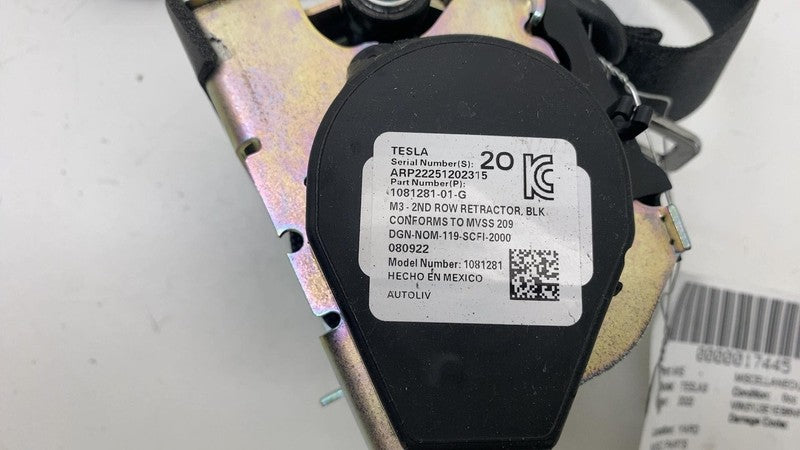 TESLA
Serial Number(S): 20
ARP22251202315
Part Number(P):
1081281-01-G
M3 - 2ND ROW RETRACTOR, BLK
CONFORMS TO MVSS 209
DGN-NOM-119-SCFI-2000
080922
Model Number: 1081281
HECHO EN MEXICO
AUTOLIV
0000017445
TESLA